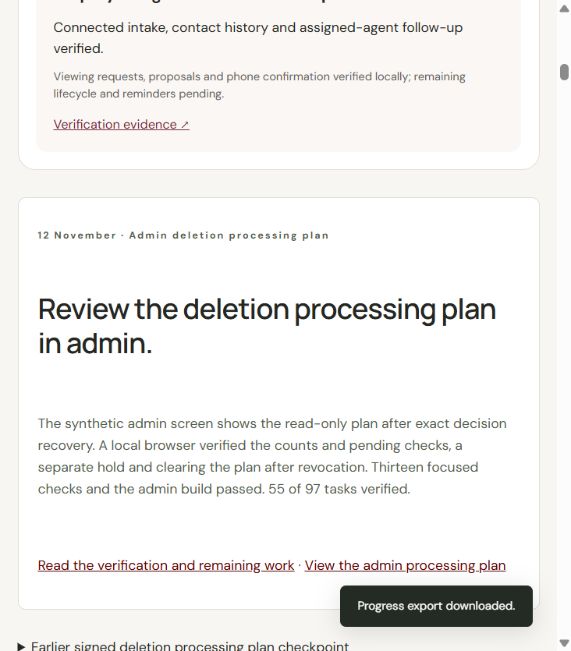 Connected intake, contact history and assigned-agent follow-up
verified.
Viewing requests, proposals and phone confirmation verified locally; remaining
lifecycle and reminders pending.
Verification evidence ↗
12 November · Admin deletion processing plan
Review the deletion processing plan
in admin.
The synthetic admin screen shows the read-only plan after exact decision
recovery. A local browser verified the counts and pending checks, a
separate hold and clearing the plan after revocation. Thirteen focused
checks and the admin build passed. 55 of 97 tasks verified.
Read the verification and remaining work · View the admin processing plan
Progress export downloaded.
▶ Earlier signed deletion processing plan checkpoint